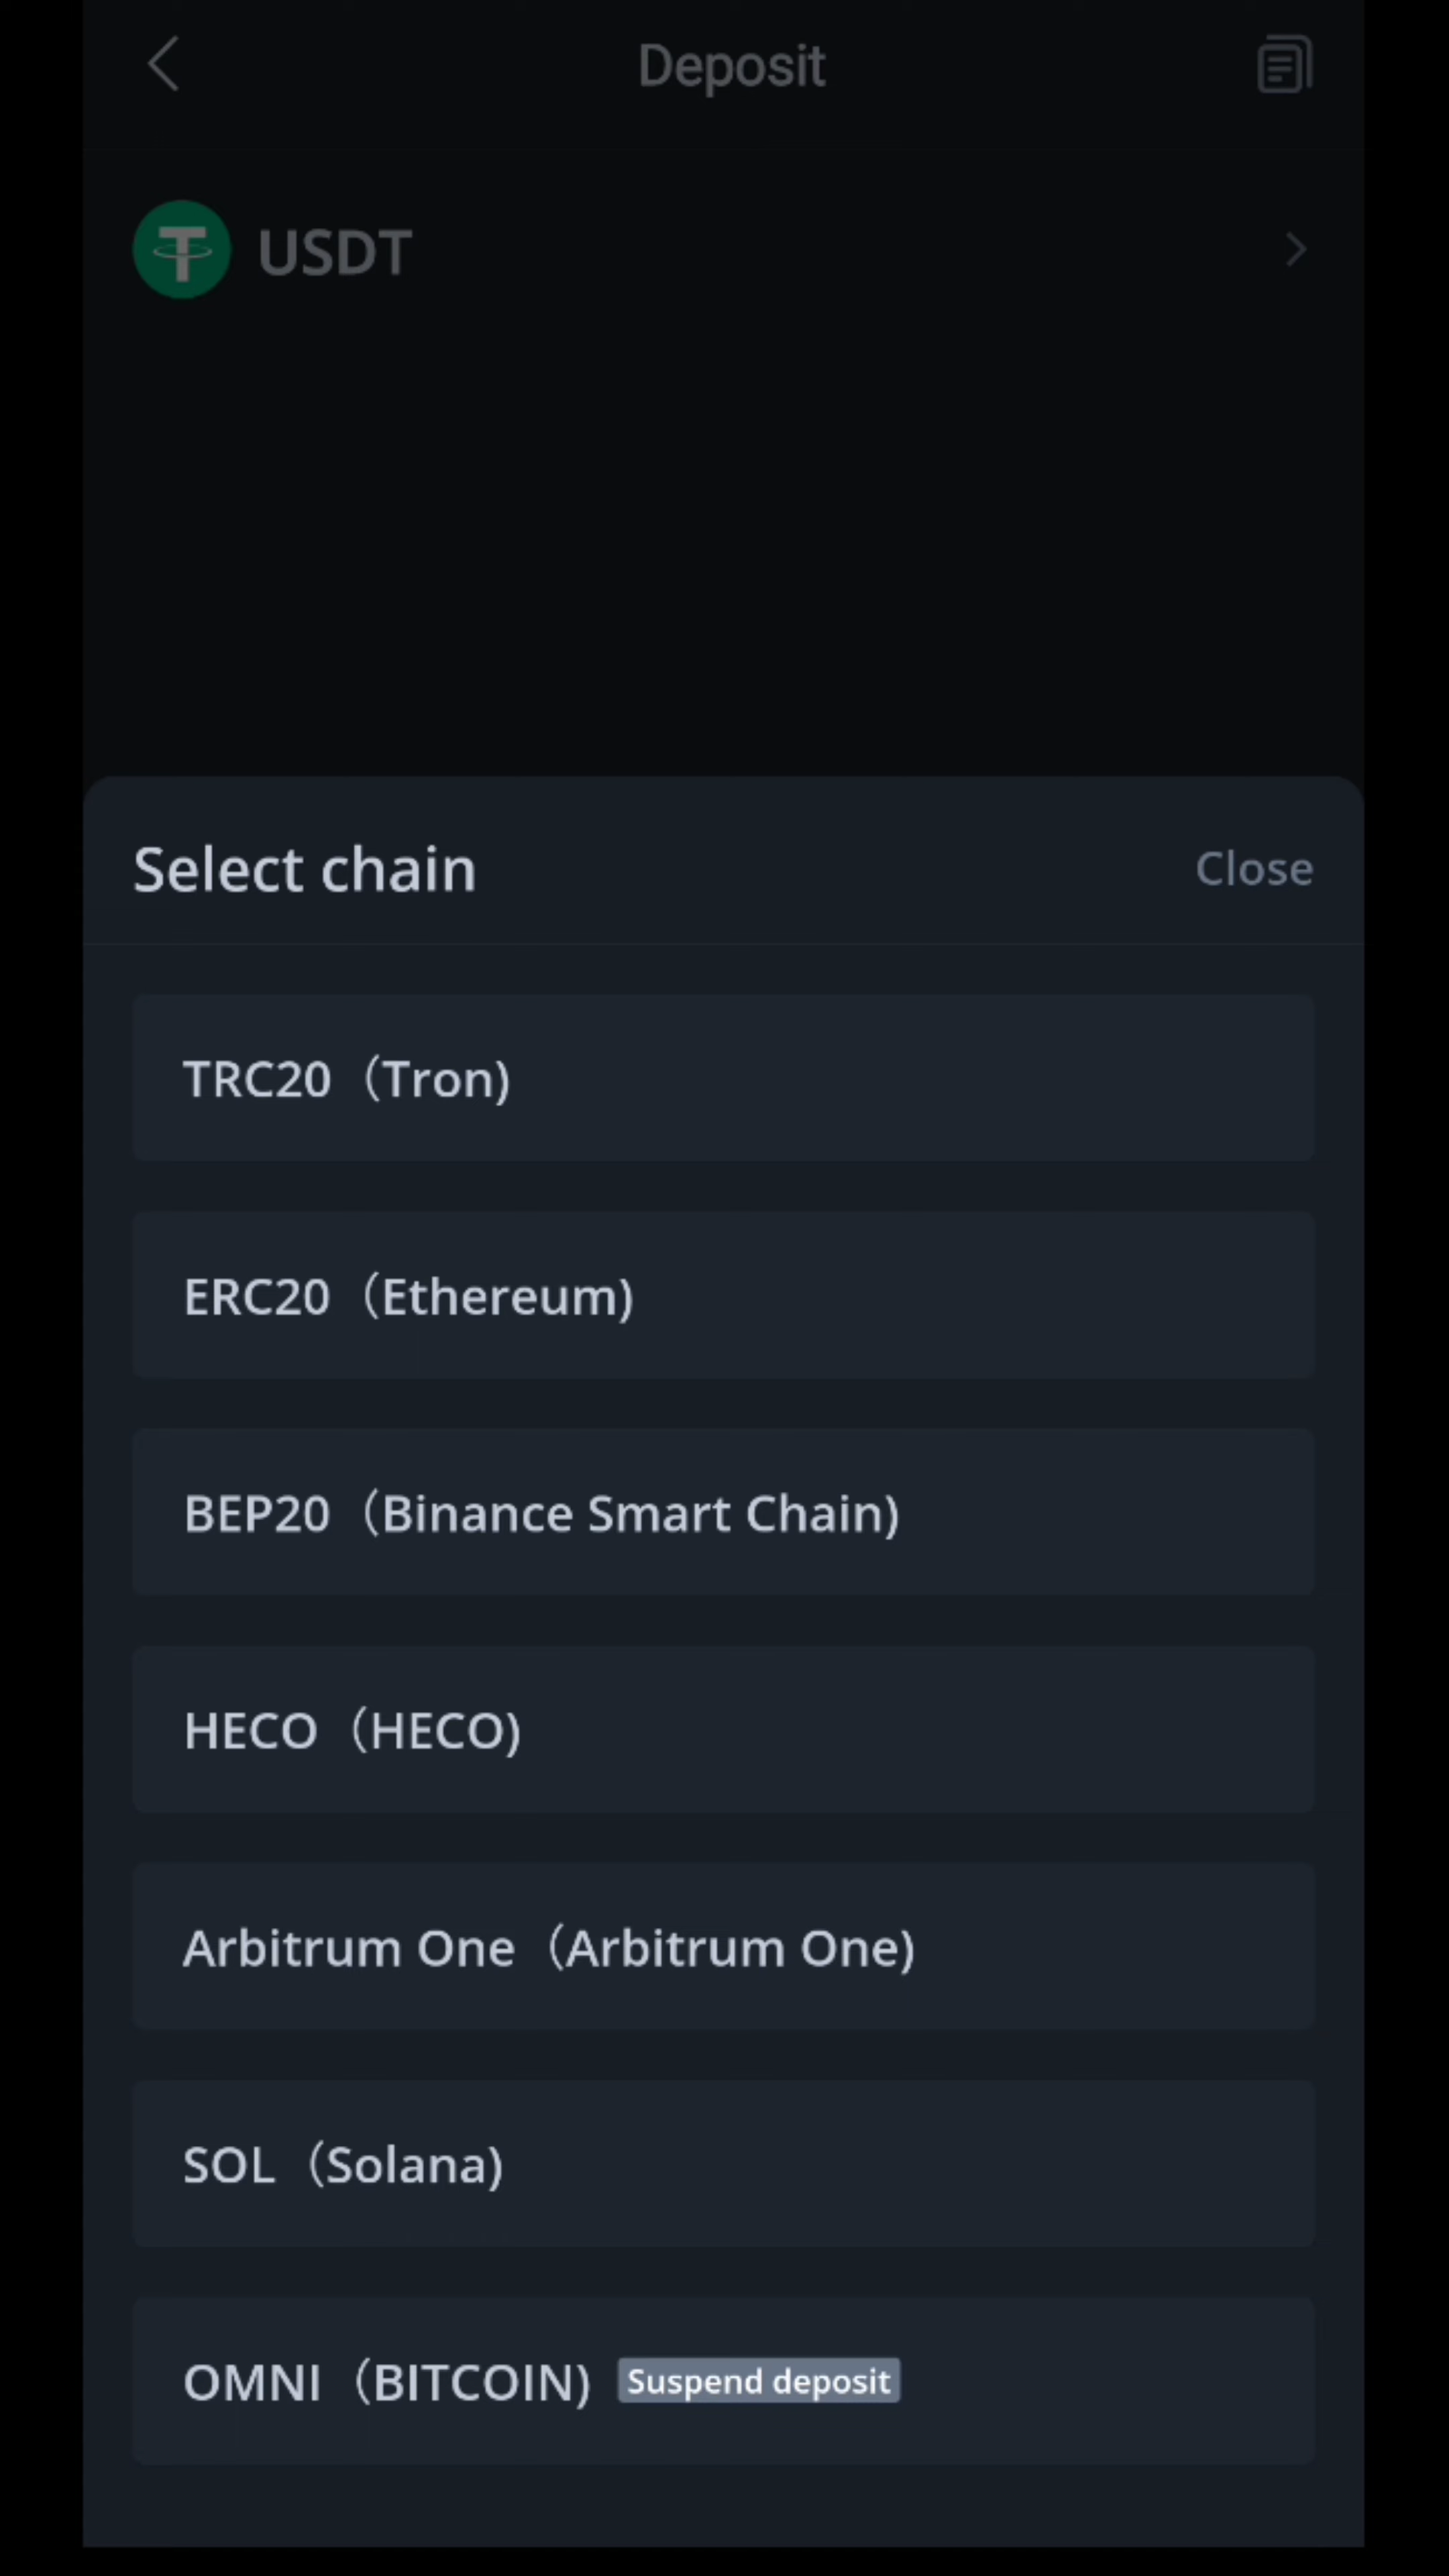 Deposit
USDT
Select chain
Close
TRC20（Tron)
ERC20（Ethereum)
BEP20（Binance Smart Chain)
HECO（HECO)
Arbitrum One（Arbitrum One)
SOL（Solana)
OMNI（BITCOIN) Suspend deposit